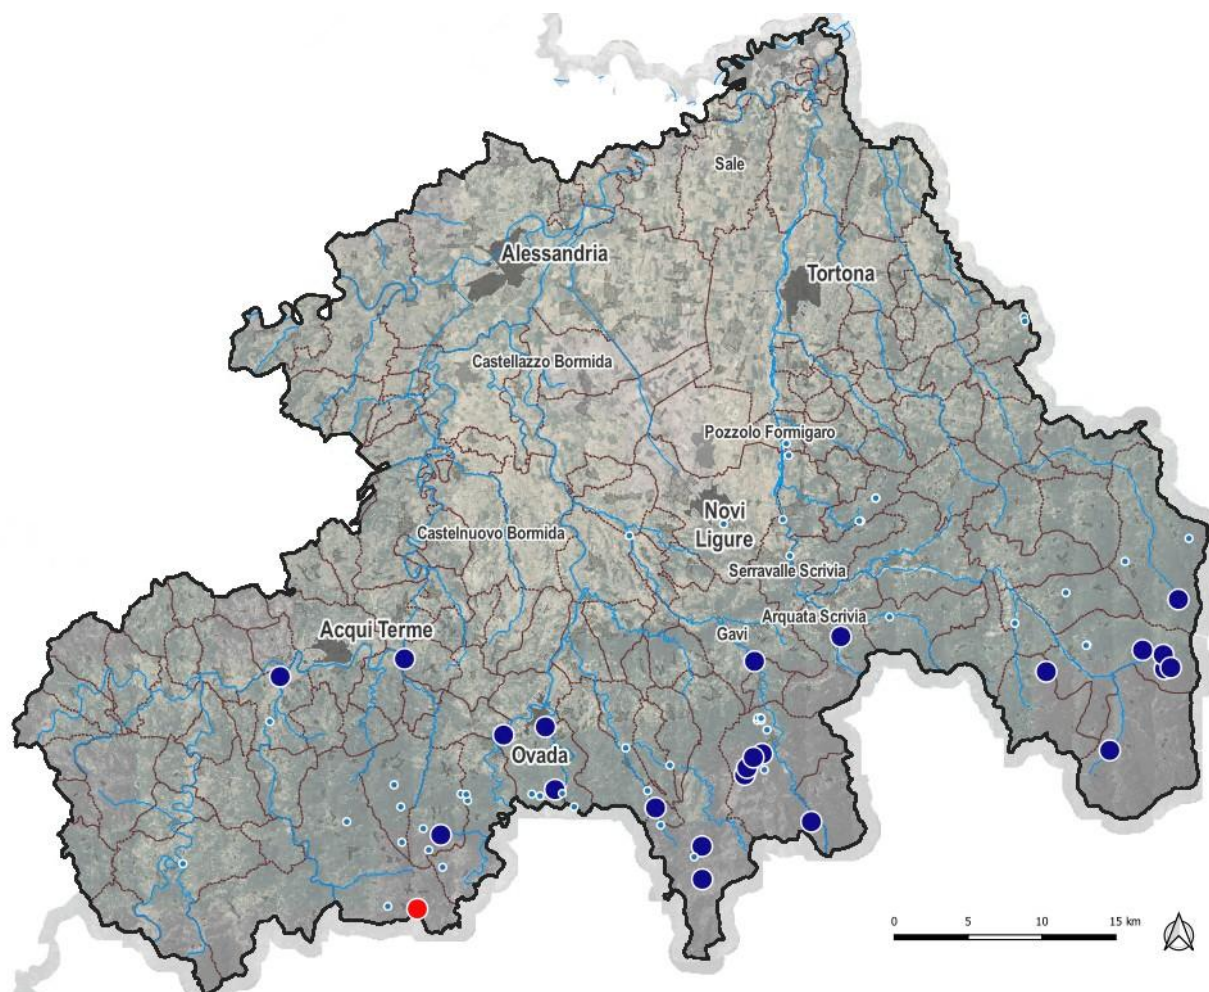 Sale
Alessandria
Tortona
Castellazzo Bormida
Pozzolo Formigaro
Novi
Ligure
Castelnuovo Bormida
Serravalle Scrivia
Arquata Scrivia
Acqui Terme
Gavi
Ovada
0 5 10 15 km